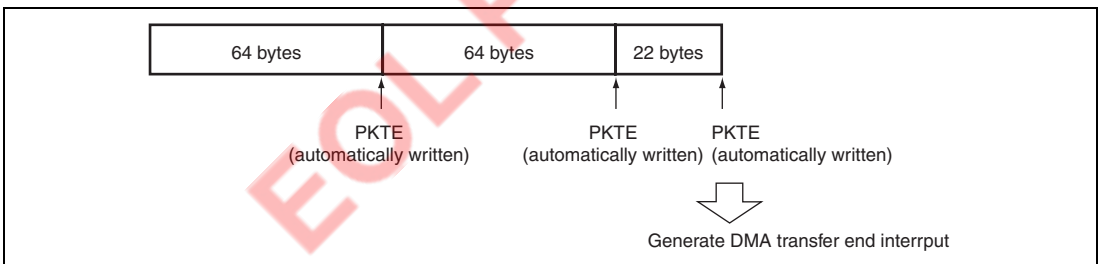 64 bytes 64 bytes 22 bytes
PKTE PKTE PKTE
(automatically written) (automatically written) (automatically written)
Generate DMA transfer end interrput
EOL P